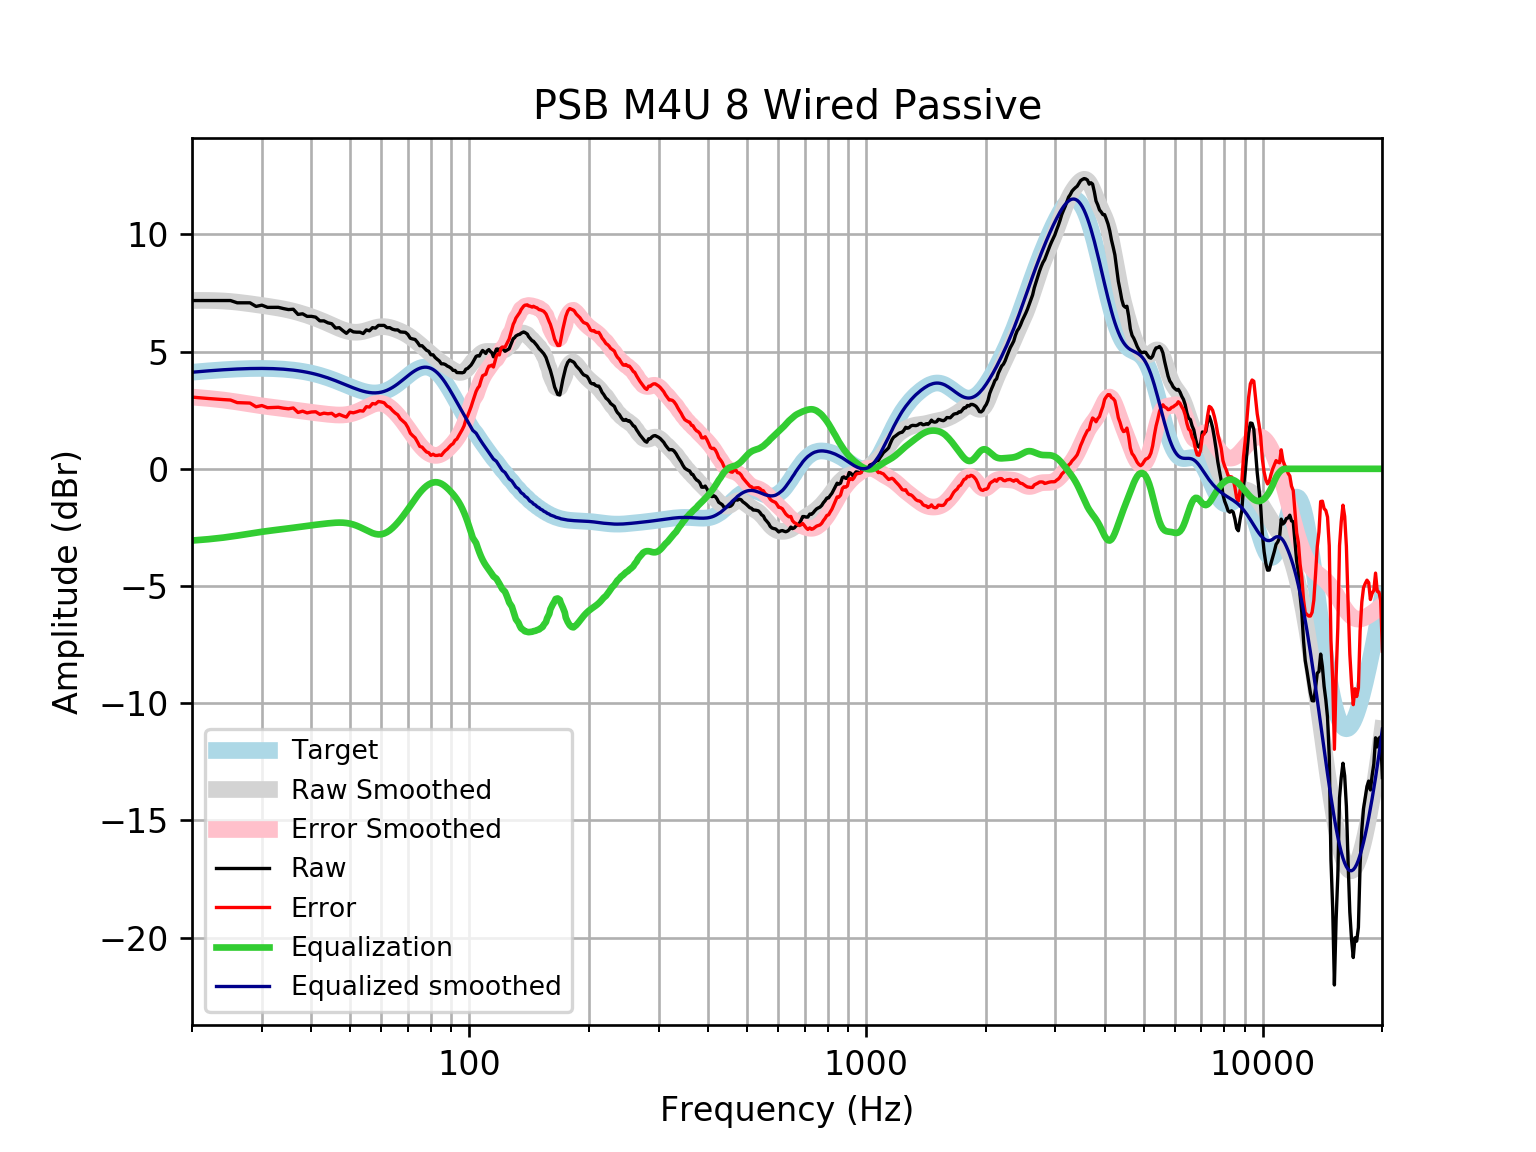 PSB M4U 8 Wired Passive
10
5
0
−5
−10
−15
−20
Amplitude (dBr)
Target
Raw Smoothed
Error Smoothed
Raw
Error
Equalization
Equalized smoothed
100
1000
10000
Frequency (Hz)